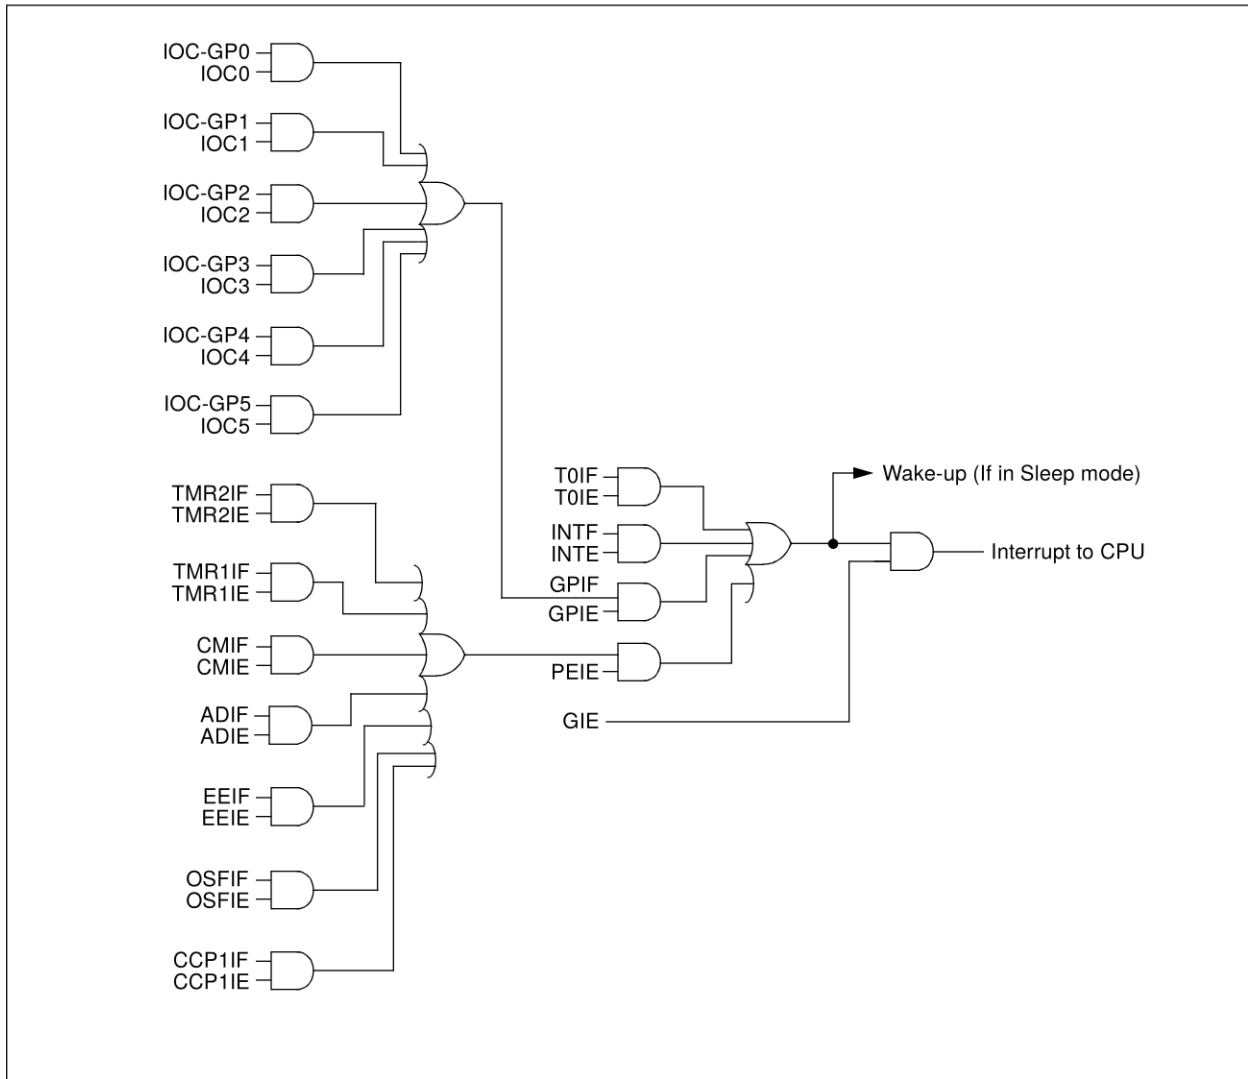 IOC-GP0
IOC0
IOC-GP1
IOC1
IOC-GP2
IOC2
IOC-GP3
IOC3
IOC-GP4
IOC4
IOC-GP5
IOC5
TMR2IF
TMR2IE
TMR1IF
TMR1IE
CMIF
CMIE
ADIF
ADIE
EEIF
EEIE
OSFIF
OSFIE
CCP1IF
CCP1IE
T0IF
T0IE
INTF
INTE
GPIF
GPIE
PEIE
GIE
Wake-up (If in Sleep mode)
Interrupt to CPU